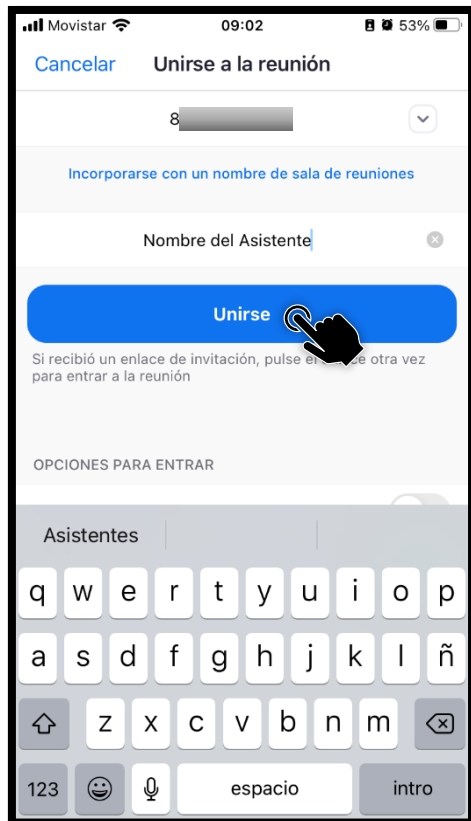 Movistar 09:02 53%
Cancelar Unirse a la reunión
8
Incorporarse con un nombre de sala de reuniones
Nombre del Asistente
Unirse
Si recibió un enlace de invitación, pulse el otra vez
para entrar a la reunión
OPCIONES PARA ENTRAR
Asistentes
q w e r t y u i o p
a s d f g h j k l ñ
z x c v b n m
123 espacio intro